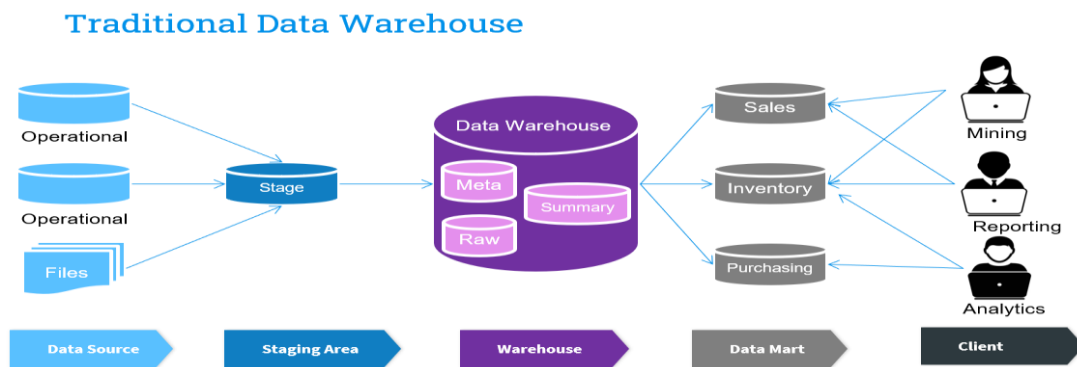 Traditional Data Warehouse
Operational
Operational
Files
Stage
Data Warehouse
Meta
Summary
Raw
Sales
Inventory
Purchasing
Mining
Reporting
Analytics
Data Source
Staging Area
Warehouse
Data Mart
Client